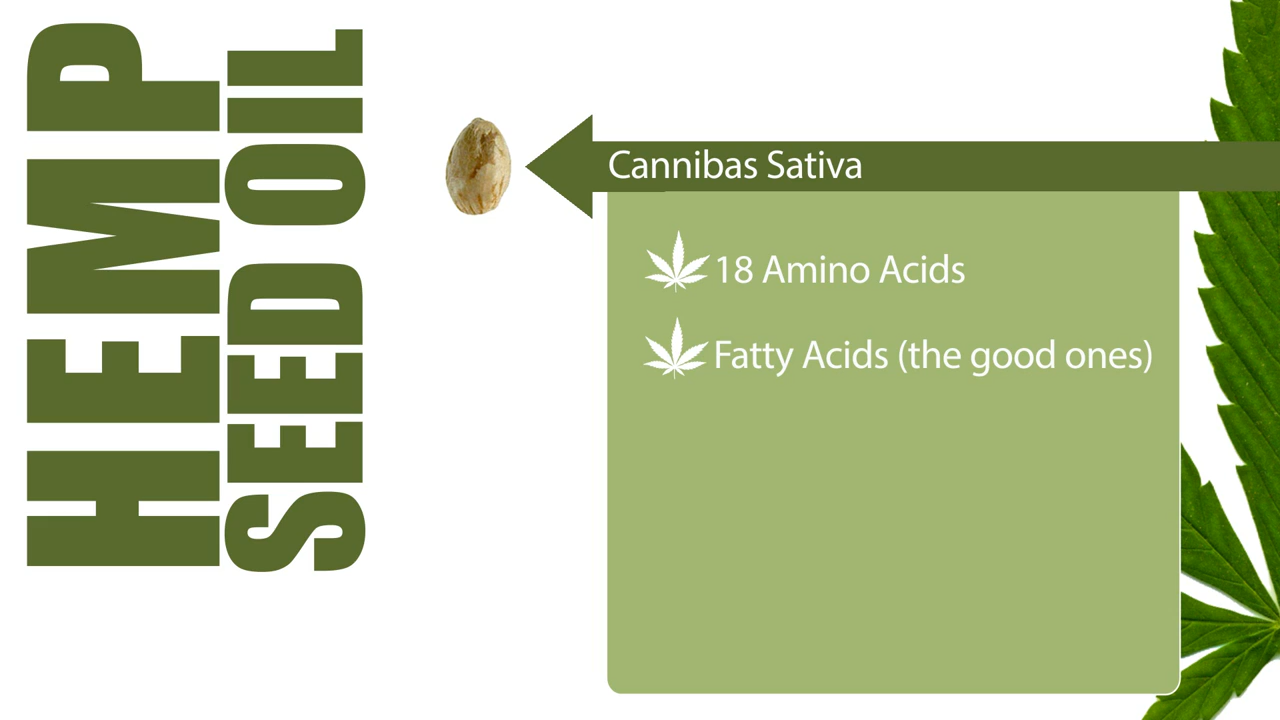 HEMP
SEED OIL
Cannibas Sativa
18 Amino Acids
Fatty Acids (the good ones)